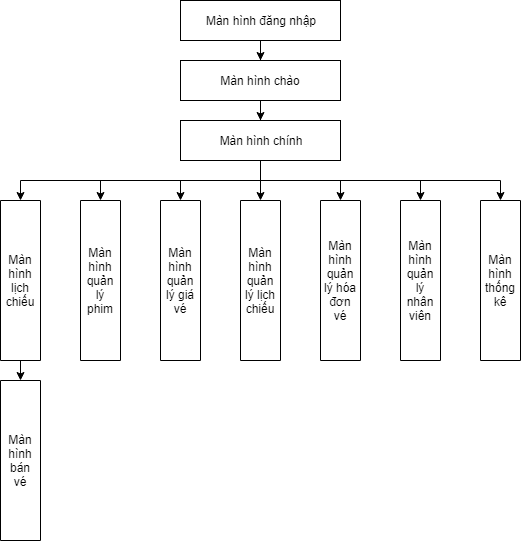 Màn hình đăng nhập
Màn hình chào
Màn hình chính
Màn
hình
lịch
chiếu
Màn
hình
quản
lý
phim
Màn
hình
quản
lý giá
vé
Màn
hình
quản
lý lịch
chiếu
Màn
hình
quản
lý hóa
đơn
vé
Màn
hình
quản
lý
nhân
viên
Màn
hình
thống
kê
Màn
hình
bán
vé